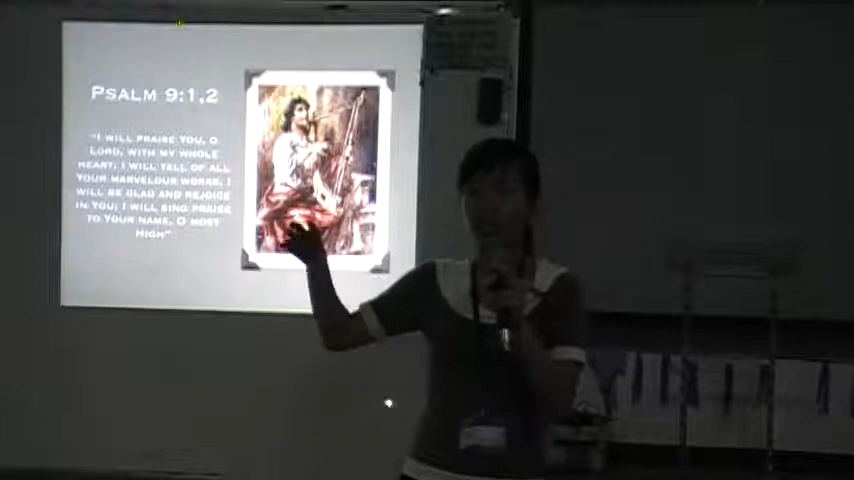 PSALM 9:1,2
"I WILL PRAISE YOU, O
LORD, WITH MY WHOLE
HEART; I WILL TELL OF ALL
YOUR MARVELOUS WORKS. I
WILL BE GLAD AND REJOICE
IN YOU; I WILL SING PRAISE
TO YOUR NAME, O MOST
HIGH"